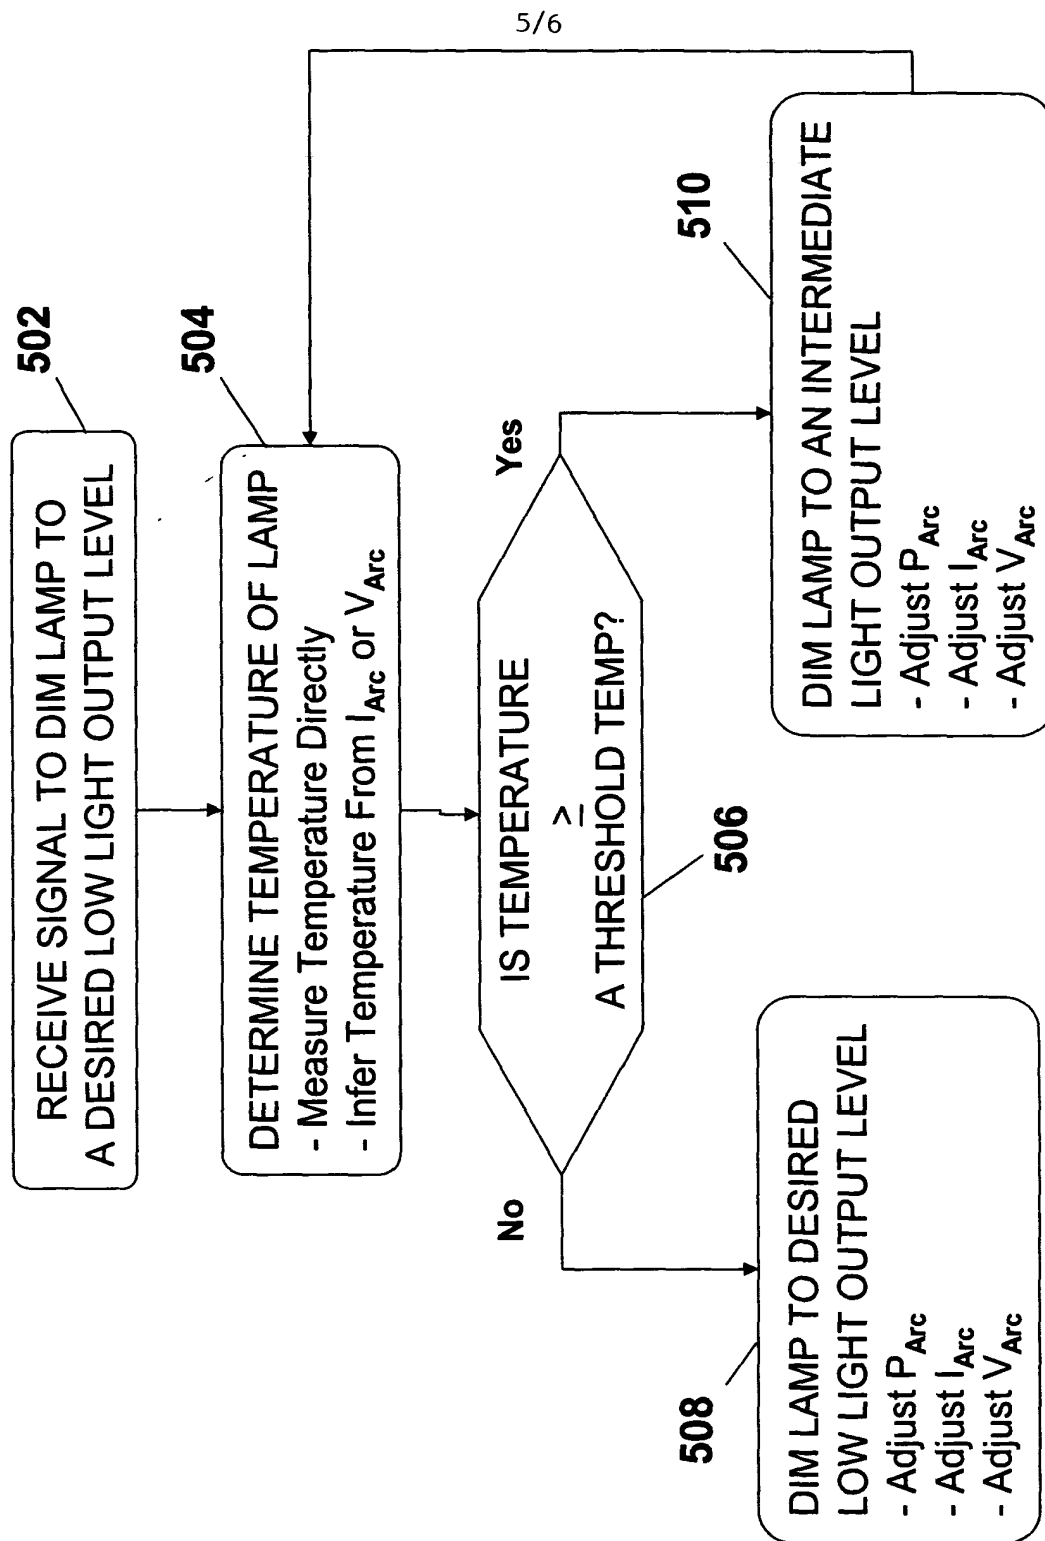 5/6
502
RECEIVE SIGNAL TO DIM LAMP TO
A DESIRED LOW LIGHT OUTPUT LEVEL
504
DETERMINE TEMPERATURE OF LAMP
- Measure Temperature Directly
- Infer Temperature From I_Arc or V_Arc
IS TEMPERATURE
≥
A THRESHOLD TEMP?
506
No
Yes
508
DIM LAMP TO DESIRED
LOW LIGHT OUTPUT LEVEL
- Adjust P_Arc
- Adjust I_Arc
- Adjust V_Arc
510
DIM LAMP TO AN INTERMEDIATE
LIGHT OUTPUT LEVEL
- Adjust P_Arc
- Adjust I_Arc
- Adjust V_Arc